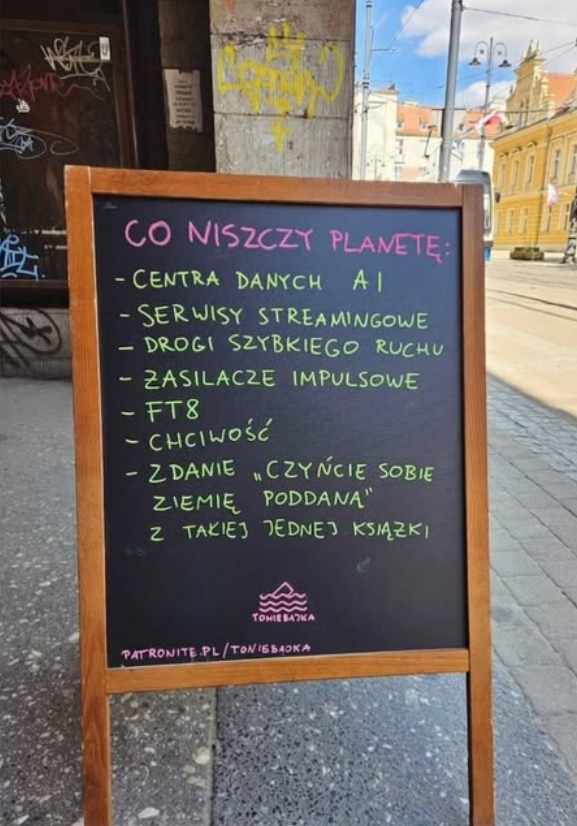 CO NISZCZY PLANETĘ:
- CENTRA DANYCH AI
- SERWISY STREAMINGOWE
- DROGI SZYBKIEGO RUCHU
- ZASILACZE IMPULSOWE
- FT8
- CHCIWOŚĆ
- ZDANIE „CZYŃCIE SOBIE
ZIEMIĘ PODDANĄ"
Z TAKIEJ JEDNEJ KSIĄŻKI
TONIEBAJKA
PATRONITE.PL/TONIEBAJKA